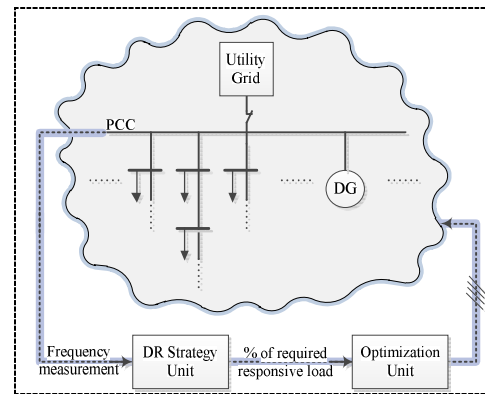 Utility
Grid
PCC
DG
Frequency
measurement
DR Strategy
Unit
% of required
responsive load
Optimization
Unit